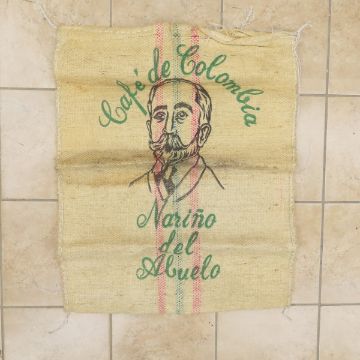 Café de Colombia
Nariño
del
Abuelo